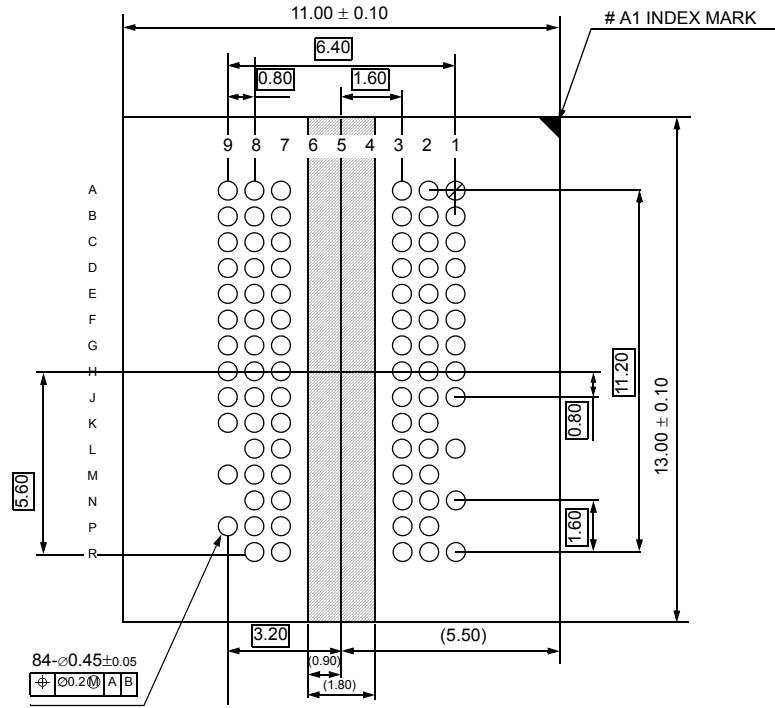 11.00 ± 0.10
# A1 INDEX MARK
6.40
0.80
1.60
9 8 7 6 5 4 3 2 1
A
B
C
D
E
F
G
H
J
K
L
M
N
P
R
5.60
0.80
1.60
11.20
13.00 ± 0.10
3.20
(5.50)
(0.90)
(1.80)
84-∅0.45±0.05
⌖ ∅0.2 Ⓜ A B